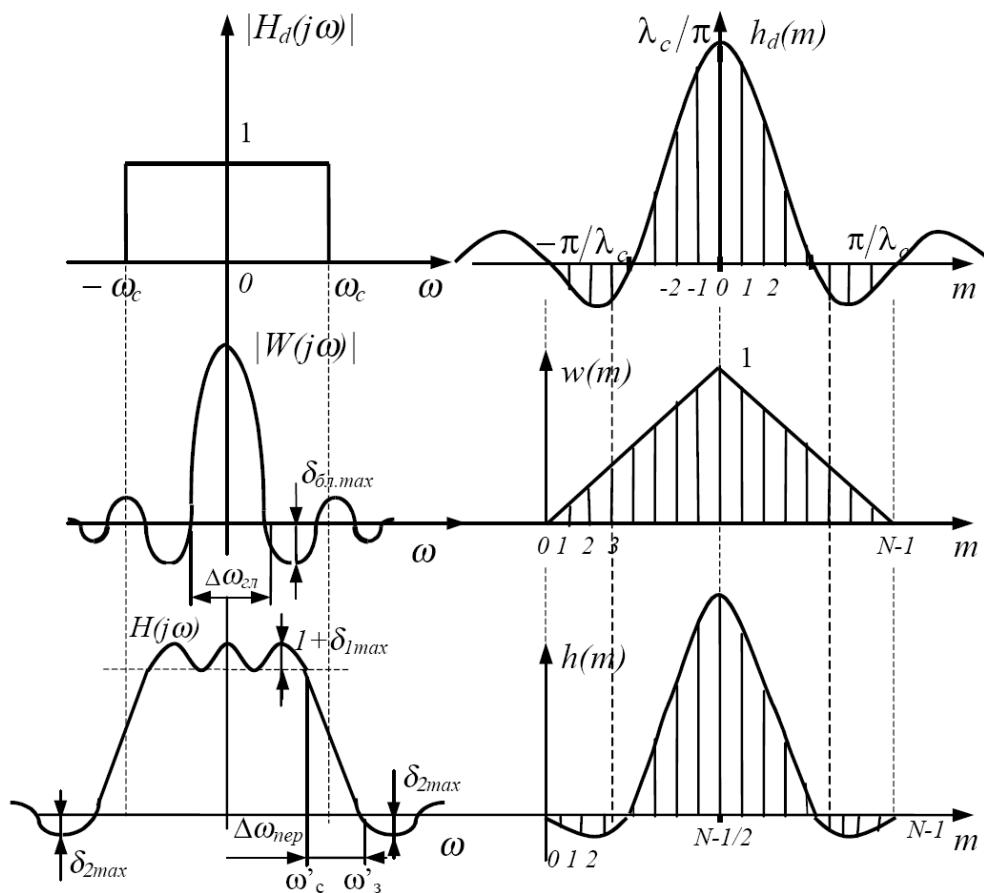 |H_d(jω)|
1
-ω_c 0 ω_c ω
λ_c/π h_d(m)
-π/λ_c π/λ_c
-2 -1 0 1 2 m
|W(jω)|
δ_бл.max
ω
Δω_гл
w(m) 1
0 1 2 3 N-1 m
H(jω) 1+δ_1max
δ_2max δ_2max
Δω_пер ω
ω'_c ω'_з
h(m)
0 1 2 N-1/2 N-1 m